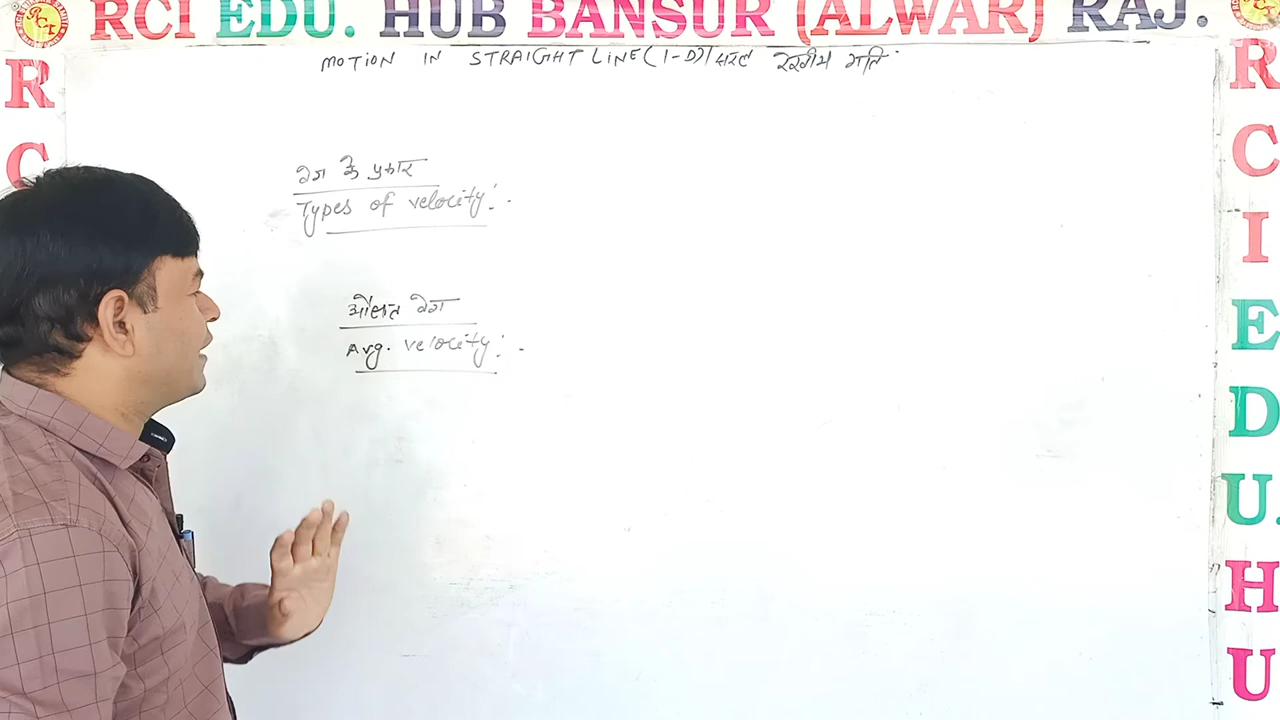 RCI EDU. HUB BANSUR (ALWAR) RAJ.
MOTION IN STRAIGHT LINE (1-D) / सरल रेखीय गति
वेग के प्रकार
Types of velocity :-
औसत वेग
Avg. velocity :-
R
C
R
C
I
E
D
U.
H
U